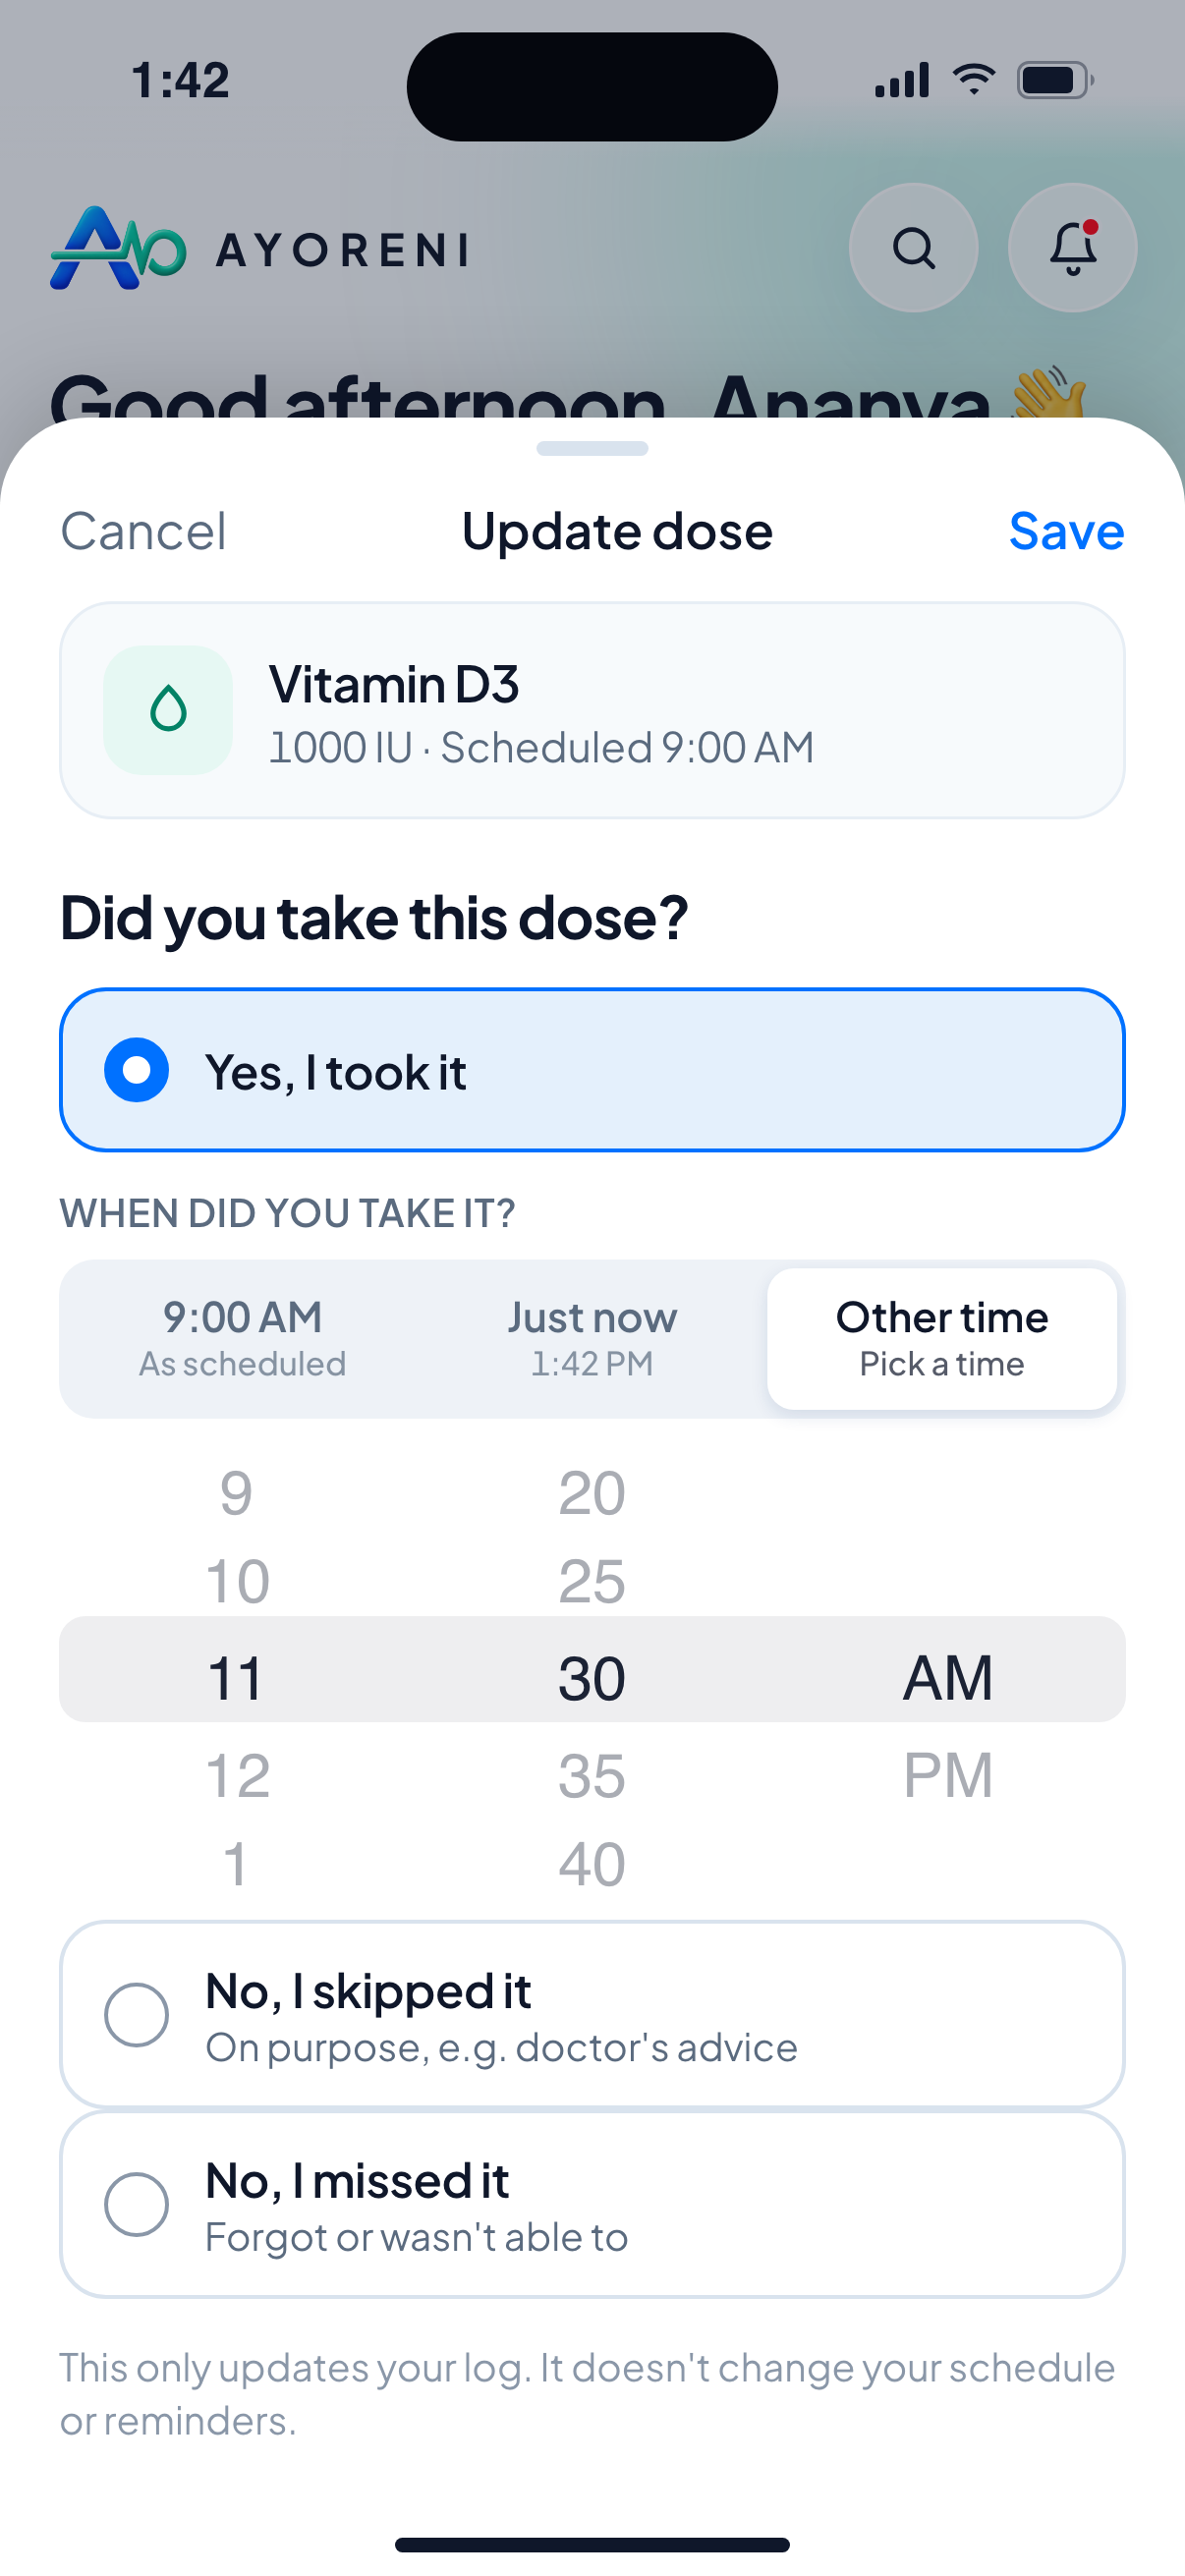 1:42
AYORENI
Good afternoon, Ananya 👋
Cancel
Update dose
Save
Vitamin D3
1000 IU · Scheduled 9:00 AM
Did you take this dose?
Yes, I took it
WHEN DID YOU TAKE IT?
9:00 AM Just now Other time
As scheduled 1:42 PM Pick a time
9 20
10 25
11 30 AM
12 35 PM
1 40
No, I skipped it
On purpose, e.g. doctor's advice
No, I missed it
Forgot or wasn't able to
This only updates your log. It doesn't change your schedule
or reminders.